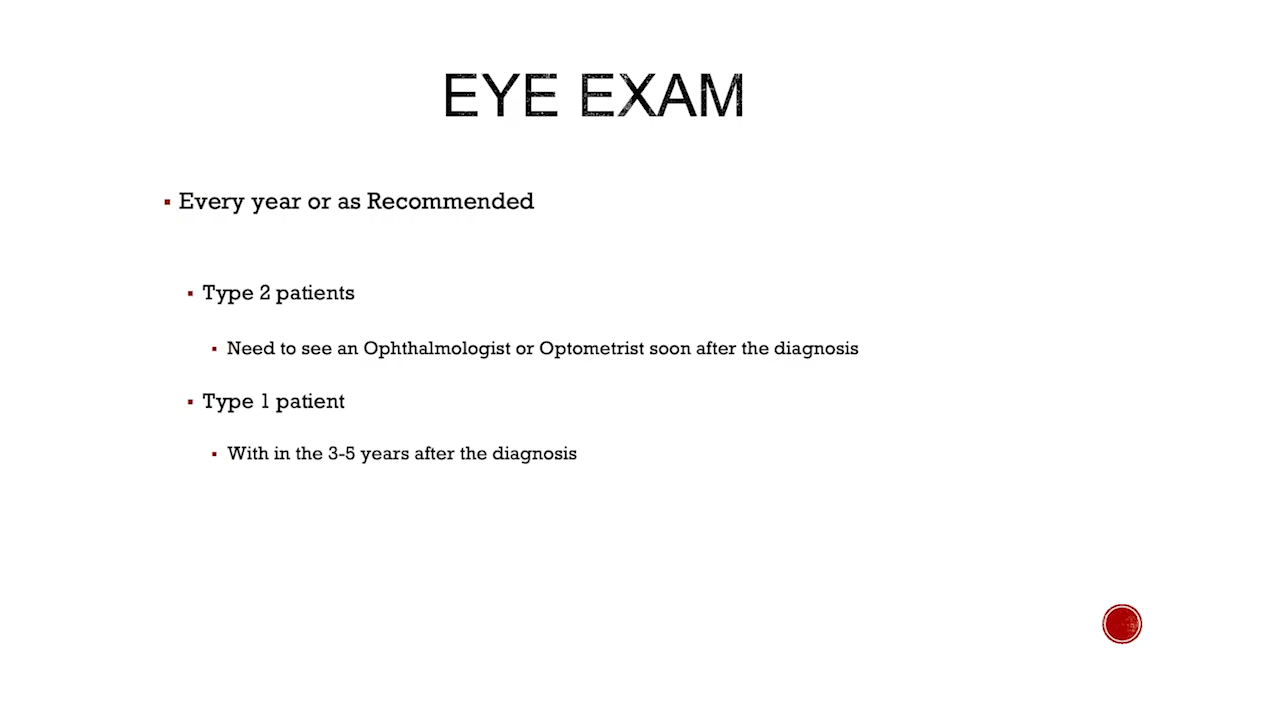 EYE EXAM
Every year or as Recommended
Type 2 patients
Need to see an Ophthalmologist or Optometrist soon after the diagnosis
Type 1 patient
With in the 3-5 years after the diagnosis